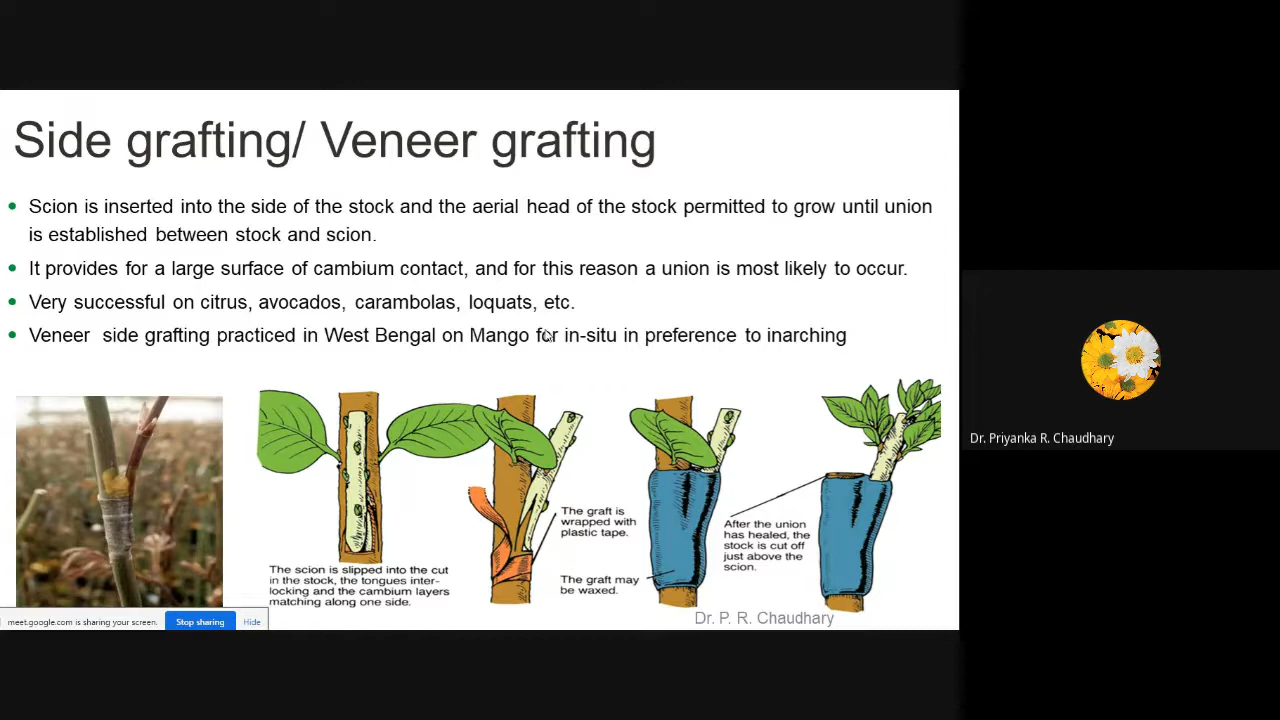 Side grafting/ Veneer grafting
Scion is inserted into the side of the stock and the aerial head of the stock permitted to grow until union
is established between stock and scion.
It provides for a large surface of cambium contact, and for this reason a union is most likely to occur.
Very successful on citrus, avocados, carambolas, loquats, etc.
Veneer side grafting practiced in West Bengal on Mango for in-situ in preference to inarching
The scion is slipped into the cut
in the stock, the tongues inter-
locking and the cambium layers
matching along one side.
The graft is
wrapped with
plastic tape.
The graft may
be waxed.
After the union
has healed, the
stock is cut off
just above the
scion.
Dr. P. R. Chaudhary
meet.google.com is sharing your screen.
Stop sharing
Hide
Dr. Priyanka R. Chaudhary